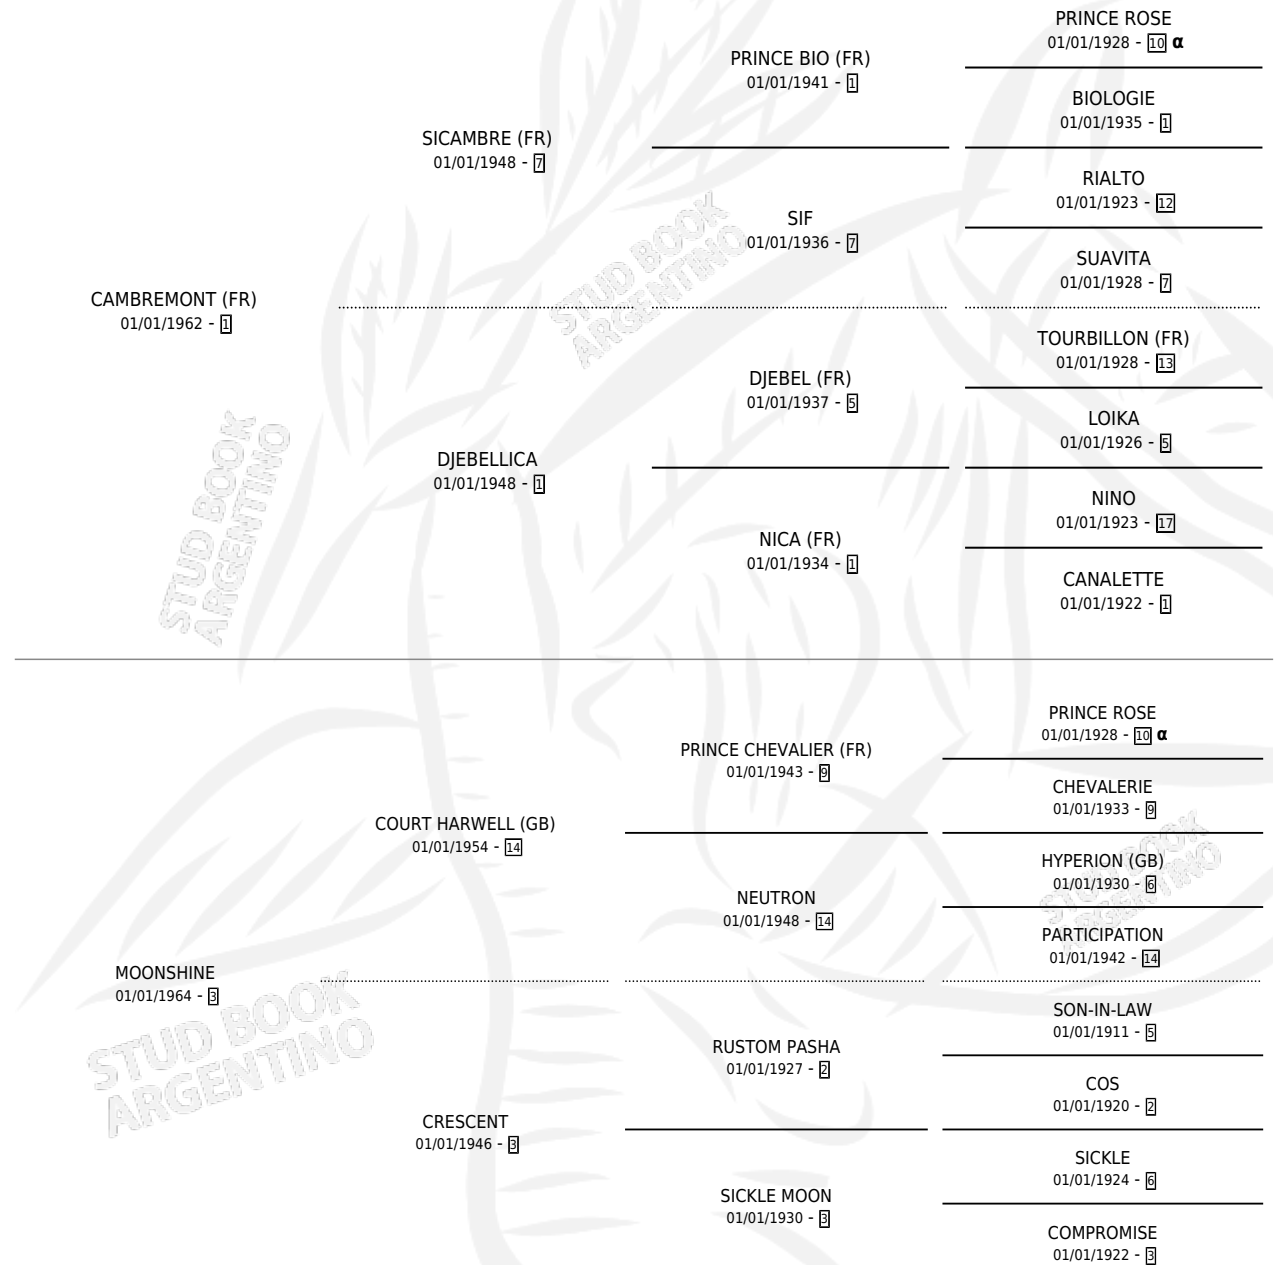 PRINCE ROSE
01/01/1928 - 10 α
PRINCE BIO (FR)
01/01/1941 - 1
BIOLOGIE
01/01/1935 - 1
SICAMBRE (FR)
01/01/1948 - 7
RIALTO
01/01/1923 - 12
SIF
01/01/1936 - 7
SUAVITA
01/01/1928 - 7
CAMBREMONT (FR)
01/01/1962 - 1
TOURBILLON (FR)
01/01/1928 - 13
DJEBEL (FR)
01/01/1937 - 5
LOIKA
01/01/1926 - 5
DJEBELLICA
01/01/1948 - 1
NINO
01/01/1923 - 17
NICA (FR)
01/01/1934 - 1
CANALETTE
01/01/1922 - 1
STUD BOOK
ARGENTINO
STUD BOOK
ARGENTINO
PRINCE ROSE
01/01/1928 - 10 α
PRINCE CHEVALIER (FR)
01/01/1943 - 9
CHEVALERIE
01/01/1933 - 9
COURT HARWELL (GB)
01/01/1954 - 14
HYPERION (GB)
01/01/1930 - 6
NEUTRON
01/01/1948 - 14
PARTICIPATION
01/01/1942 - 14
MOONSHINE
01/01/1964 - 3
SON-IN-LAW
01/01/1911 - 5
RUSTOM PASHA
01/01/1927 - 2
COS
01/01/1920 - 2
CRESCENT
01/01/1946 - 3
SICKLE
01/01/1924 - 6
SICKLE MOON
01/01/1930 - 3
COMPROMISE
01/01/1922 - 3
STUD BOOK
ARGENTINO
STUD BOOK
ARGENTINO